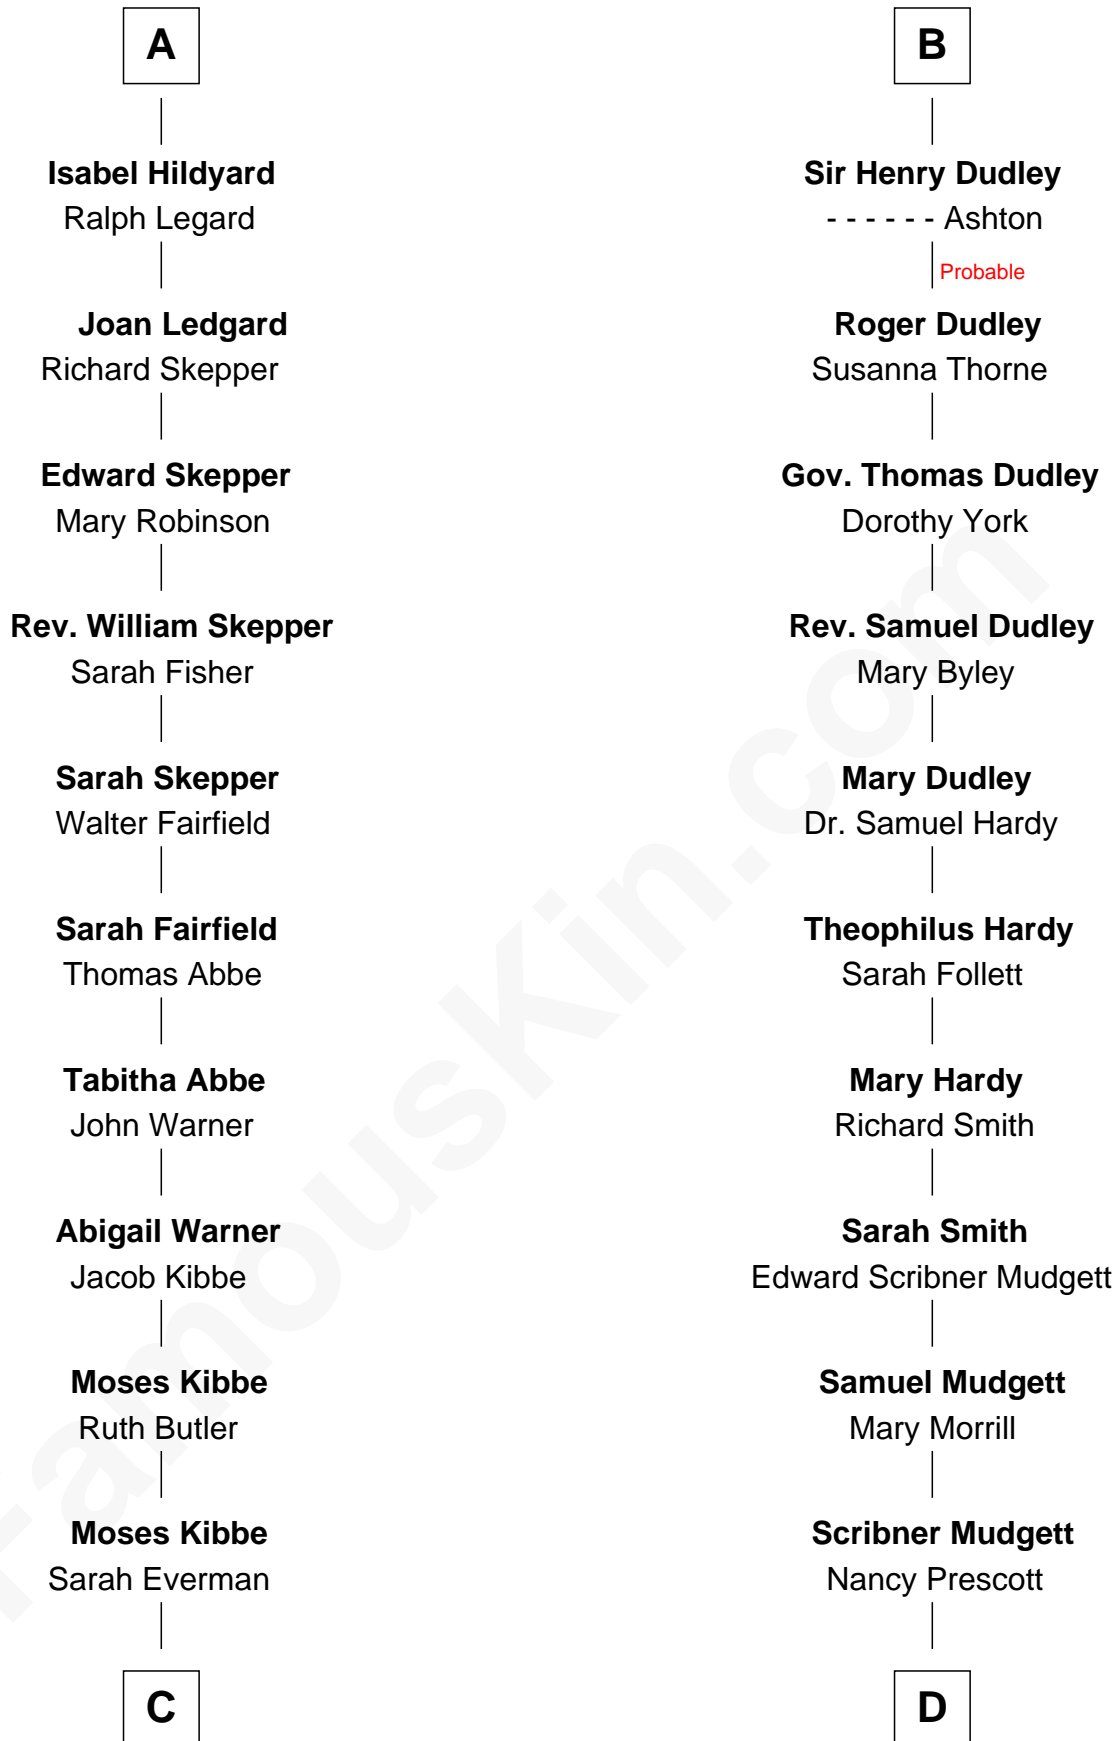 A
Isabel Hildyard
Ralph Legard
Joan Ledgard
Richard Skepper
Edward Skepper
Mary Robinson
Rev. William Skepper
Sarah Fisher
Sarah Skepper
Walter Fairfield
Sarah Fairfield
Thomas Abbe
Tabitha Abbe
John Warner
Abigail Warner
Jacob Kibbe
Moses Kibbe
Ruth Butler
Moses Kibbe
Sarah Everman
C
B
Sir Henry Dudley
- - - - - - Ashton
Probable
Roger Dudley
Susanna Thorne
Gov. Thomas Dudley
Dorothy York
Rev. Samuel Dudley
Mary Byley
Mary Dudley
Dr. Samuel Hardy
Theophilus Hardy
Sarah Follett
Mary Hardy
Richard Smith
Sarah Smith
Edward Scribner Mudgett
Samuel Mudgett
Mary Morrill
Scribner Mudgett
Nancy Prescott
D
FamousKin.com